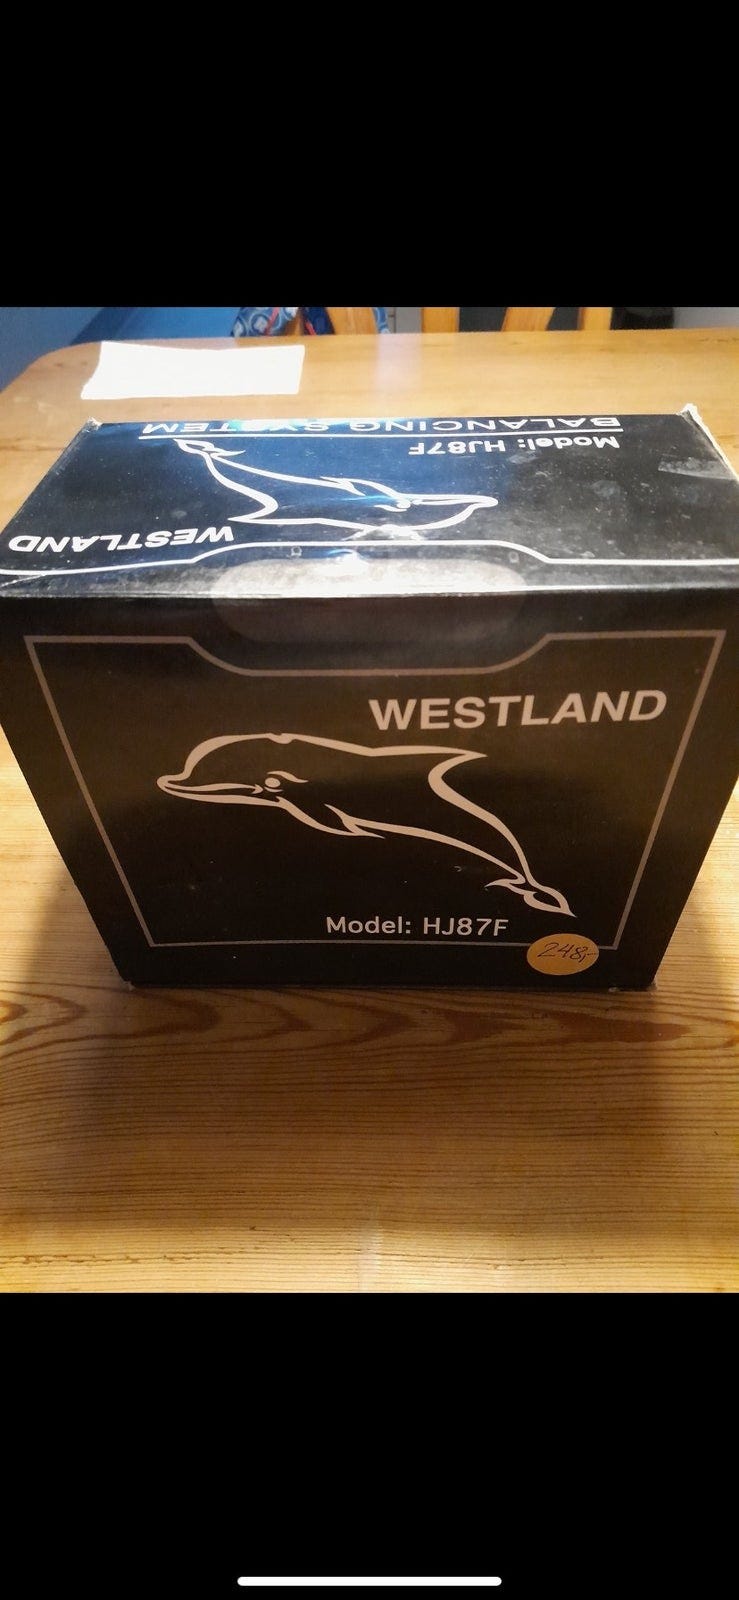 BALANCING SYSTEM
Model: HJ87F
WESTLAND
WESTLAND
Model: HJ87F
248,-